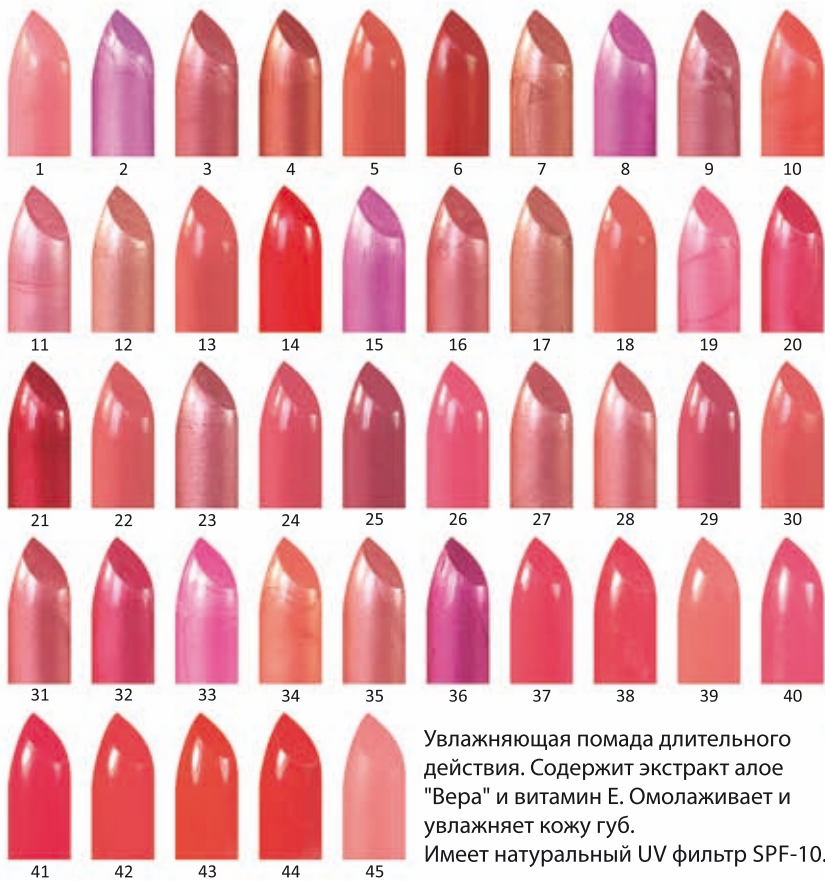 1 2 3 4 5 6 7 8 9 10
11 12 13 14 15 16 17 18 19 20
21 22 23 24 25 26 27 28 29 30
31 32 33 34 35 36 37 38 39 40
Увлажняющая помада длительного
действия. Содержит экстракт алое
"Вера" и витамин Е. Омолаживает и
увлажняет кожу губ.
Имеет натуральный UV фильтр SPF-10.
41 42 43 44 45